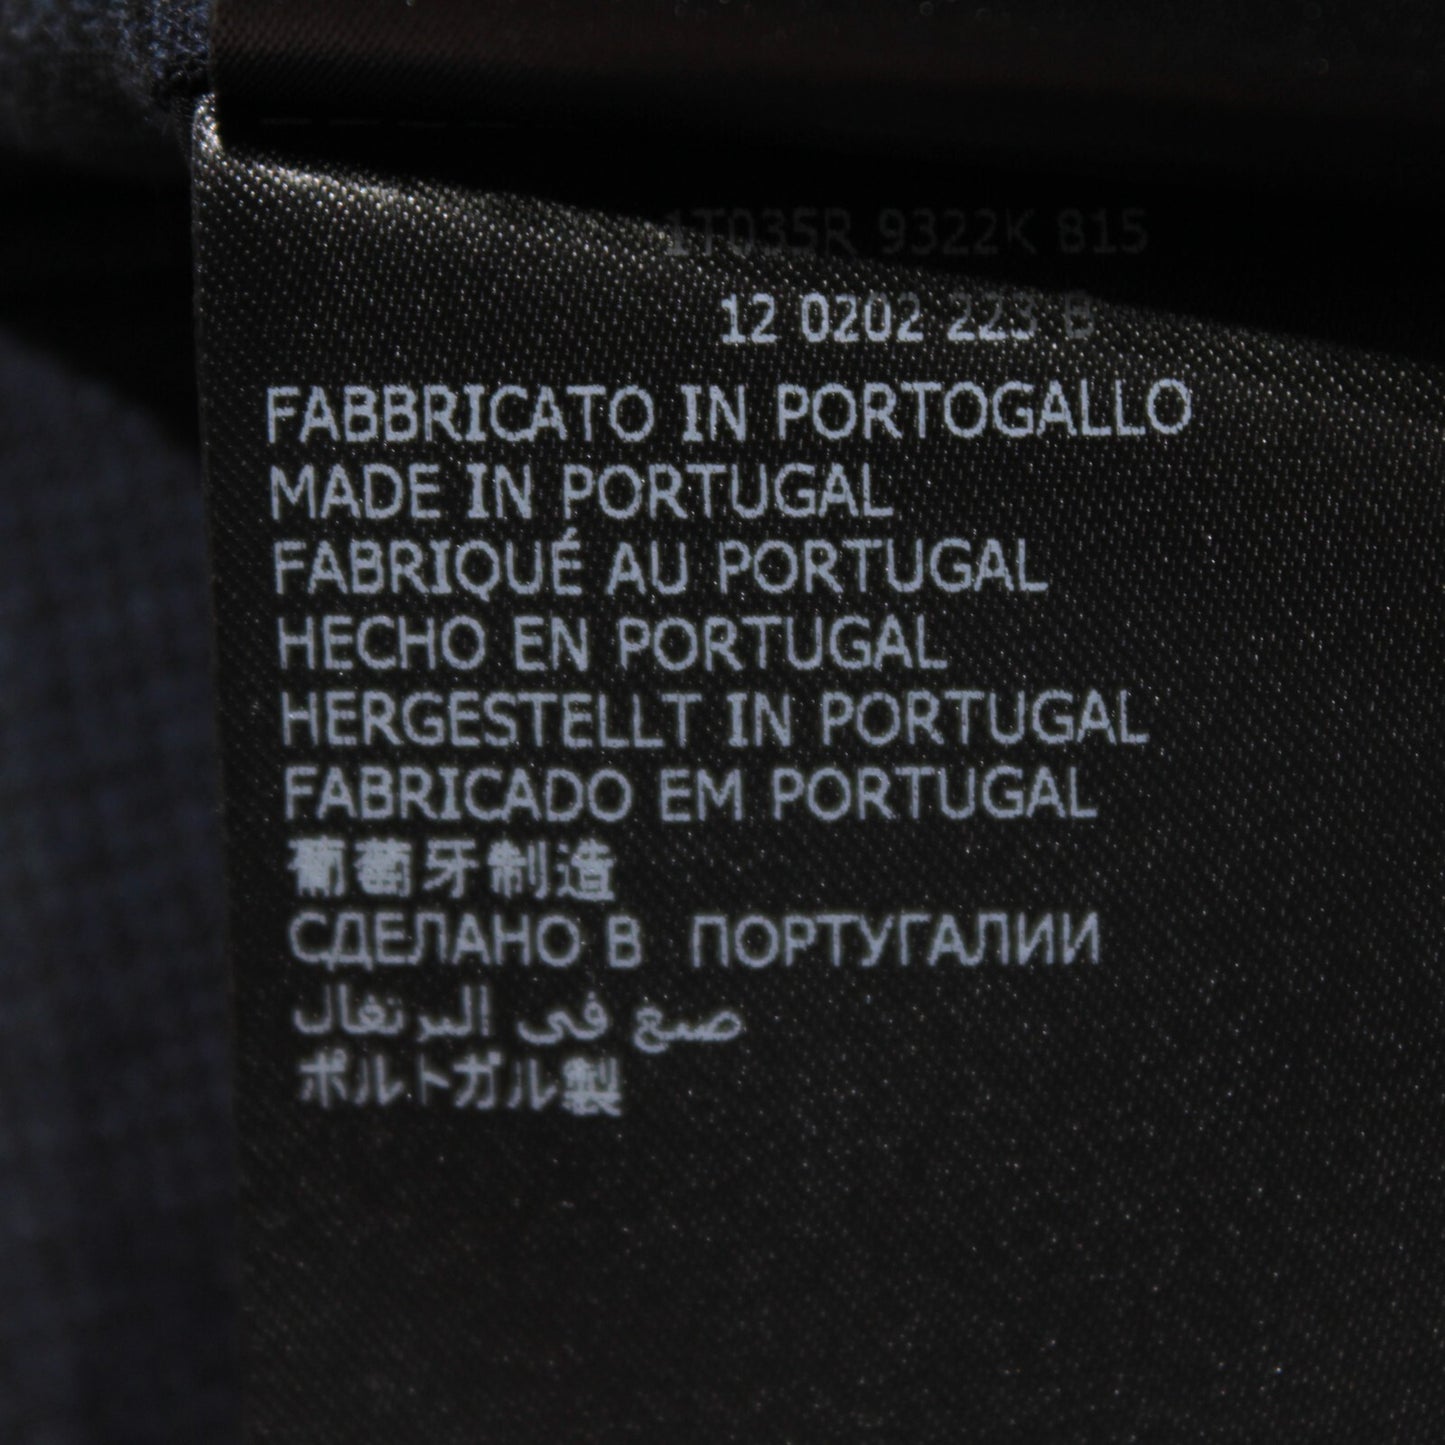 1T035R 9322K 815
12 0202 223 B
FABBRICATO IN PORTOGALLO
MADE IN PORTUGAL
FABRIQUÉ AU PORTUGAL
HECHO EN PORTUGAL
HERGESTELLT IN PORTUGAL
FABRICADO EM PORTUGAL
葡萄牙制造
СДЕЛАНО В ПОРТУГАЛИИ
صنع في البرتغال
ポルトガル製